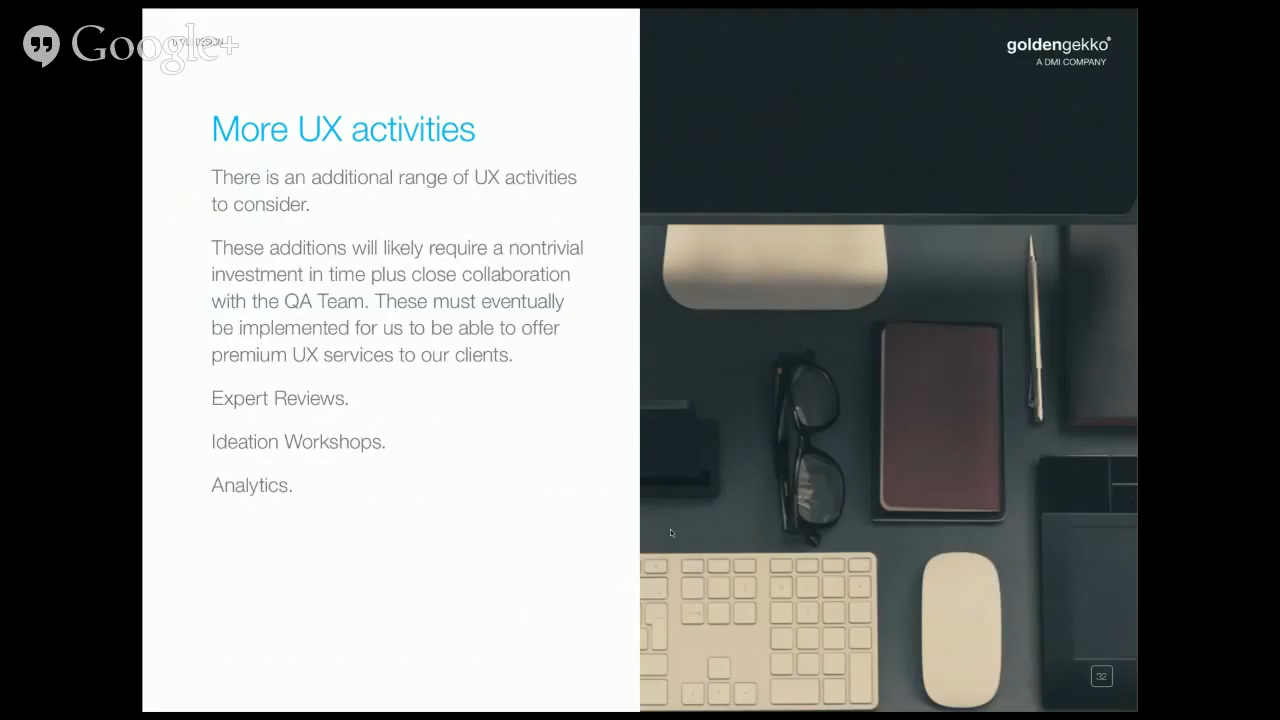 Google+
goldengekko
A DMI COMPANY
More UX activities
There is an additional range of UX activities
to consider.
These additions will likely require a nontrivial
investment in time plus close collaboration
with the QA Team. These must eventually
be implemented for us to be able to offer
premium UX services to our clients.
Expert Reviews.
Ideation Workshops.
Analytics.
32